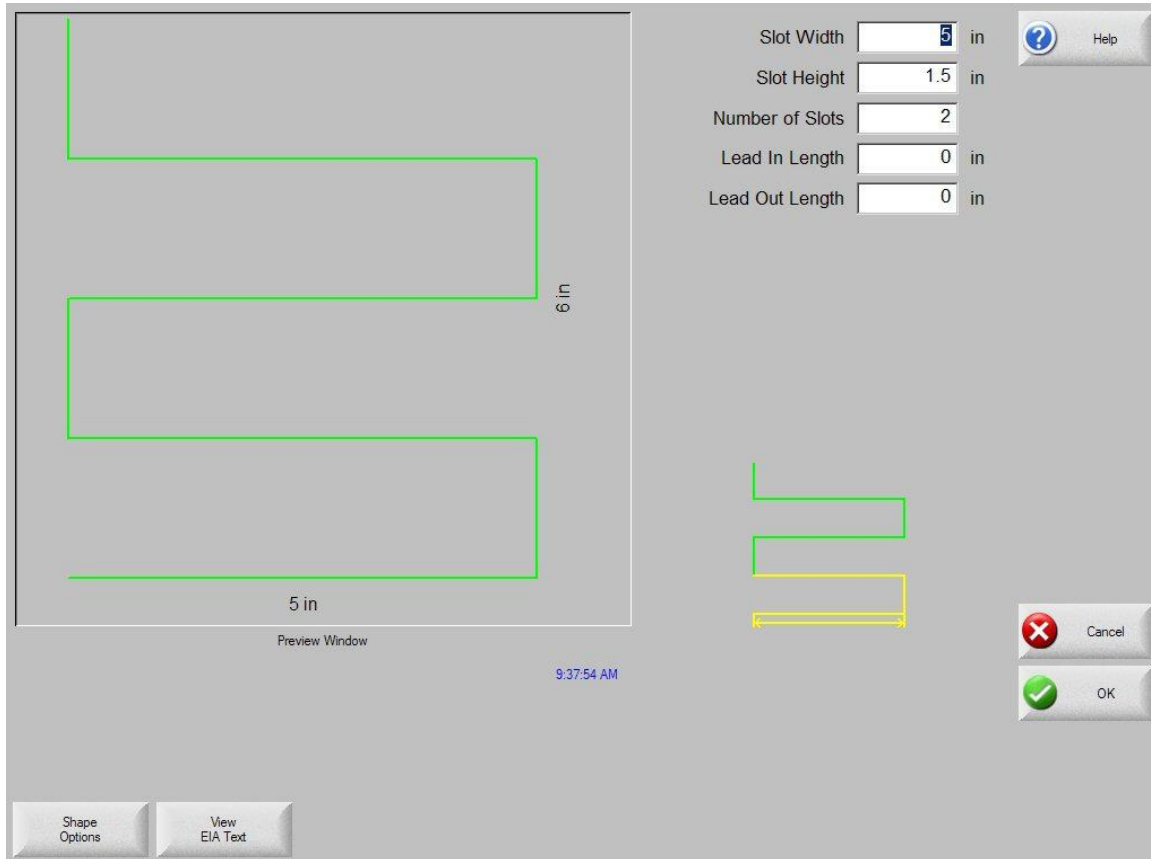 Slot Width 5 in
Help
Slot Height 1.5 in
Number of Slots 2
Lead In Length 0 in
Lead Out Length 0 in
6 in
5 in
Preview Window
9:37:54 AM
Cancel
OK
Shape
Options
View
EIA Text